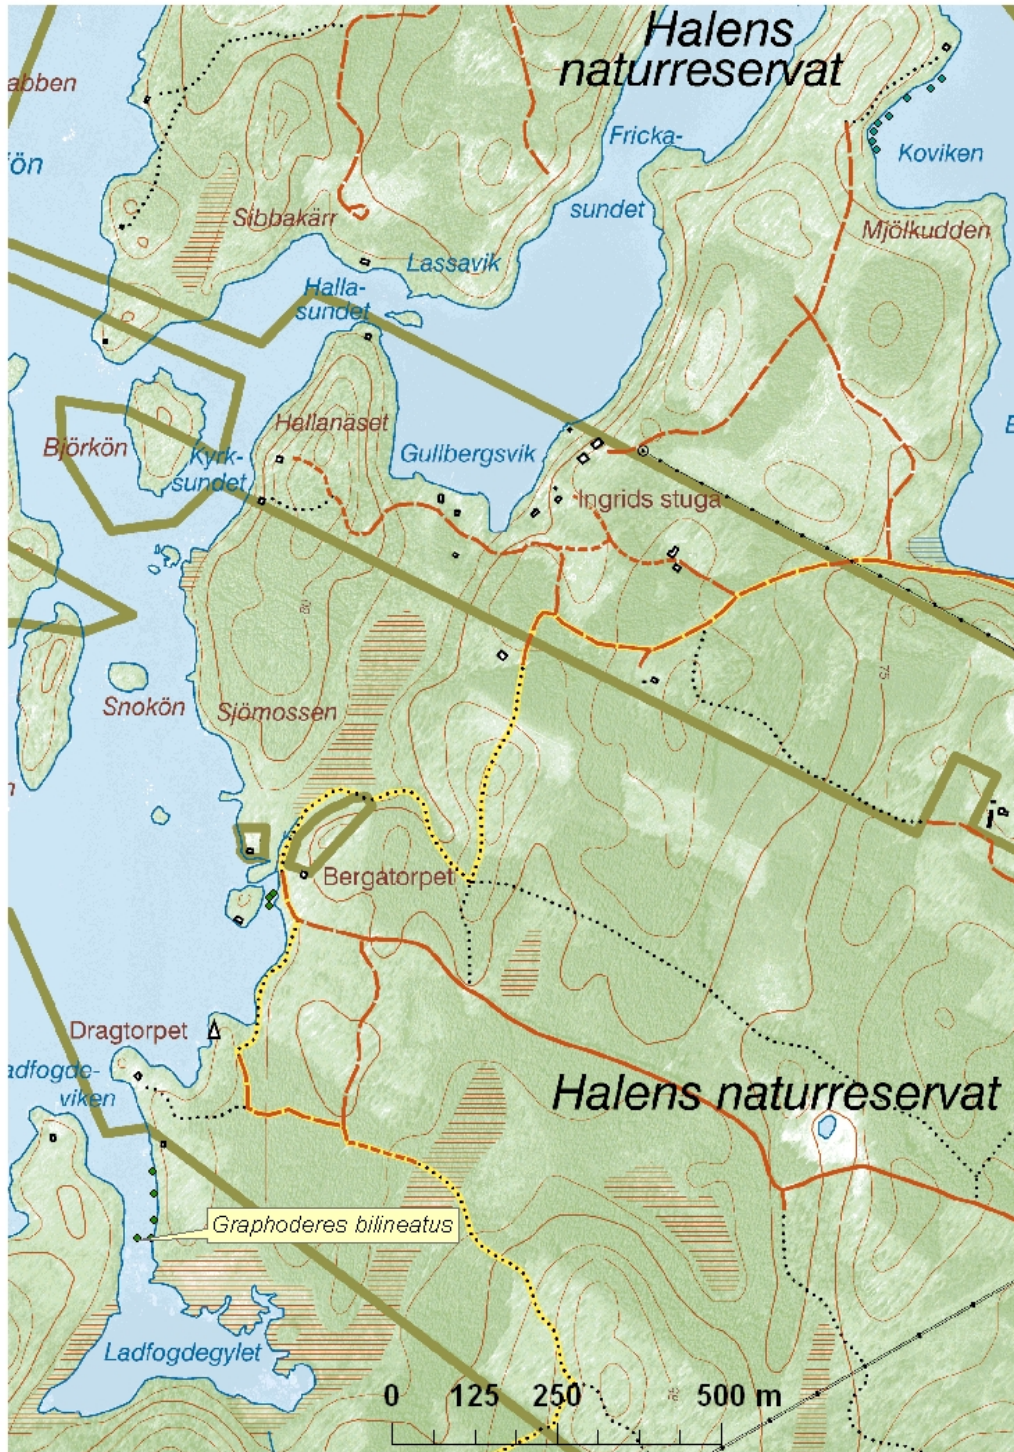 Halens
naturreservat
abben
Fricka-
sundet
Koviken
ön
Sibbakärr
Mjölkudden
Lassavik
Halla-
sundet
Hallanäset
Björkön
Kyrk-
sundet
Gullbergsvik
Ingrids stuga
75
Snokön
Sjömossen
Bergatorpet
Dragtorpet
adfogde-
viken
Halens naturreservat
Graphoderes bilineatus
Ladfogdegylet
0 125 250 500 m